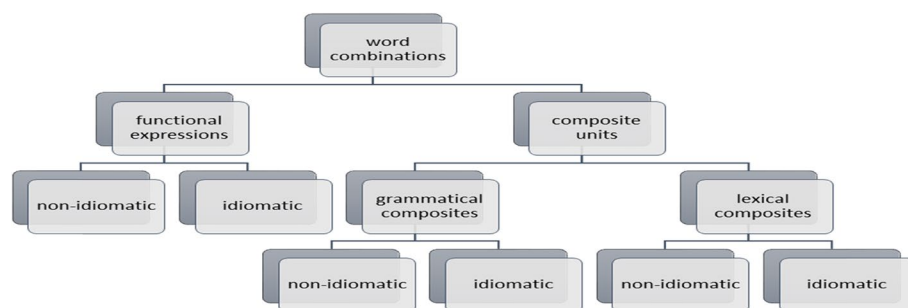 word
combinations
functional
expressions
composite
units
non-idiomatic
idiomatic
grammatical
composites
lexical
composites
non-idiomatic
idiomatic
non-idiomatic
idiomatic